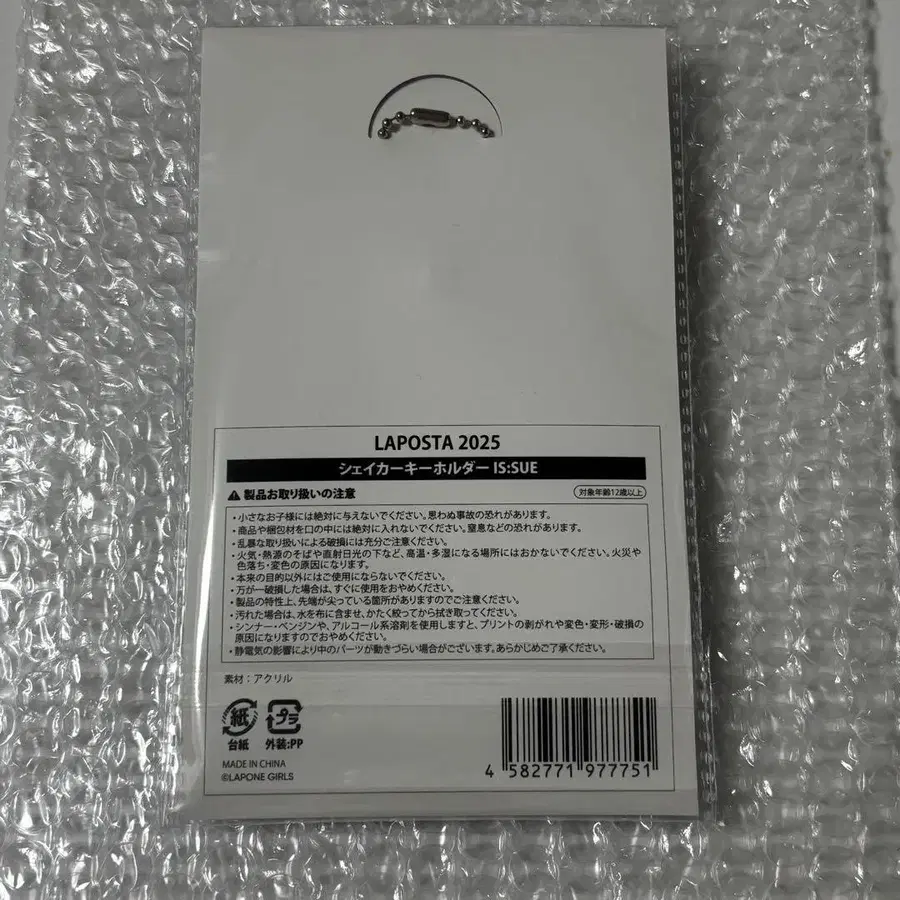 LAPOSTA 2025
シェイカーキーホルダー IS:SUE
製品お取り扱いの注意
対象年齢12歳以上
・小さなお子様には絶対に与えないでください。思わぬ事故の恐れがあります。
・商品や梱包材を口の中には絶対に入れないでください。窒息などの恐れがあります。
・乱暴な取り扱いによる破損には充分ご注意ください。
・火気・熱源のそばや直射日光の下など、高温・多湿になる場所にはおかないでください。火災や
色落ち・変色の原因になります。
・本来の目的以外にはご使用にならないでください。
・万が一破損した場合は、すぐに使用をおやめください。
・製品の特性上、先端が尖っている箇所がありますのでご注意ください。
・汚れた場合は、水を布に含ませ、かたく絞ってから拭き取ってください。
・シンナー・ベンジンや、アルコール系溶剤を使用しますと、プリントの剥がれや変色・変形・破損の
原因になりますのでおやめください。
・静電気の影響により中のパーツが動きづらい場合がございます。あらかじめご了承ください。
素材：アクリル
紙 プラ
台紙 外装:PP
MADE IN CHINA
©LAPONE GIRLS
4 582771 977751